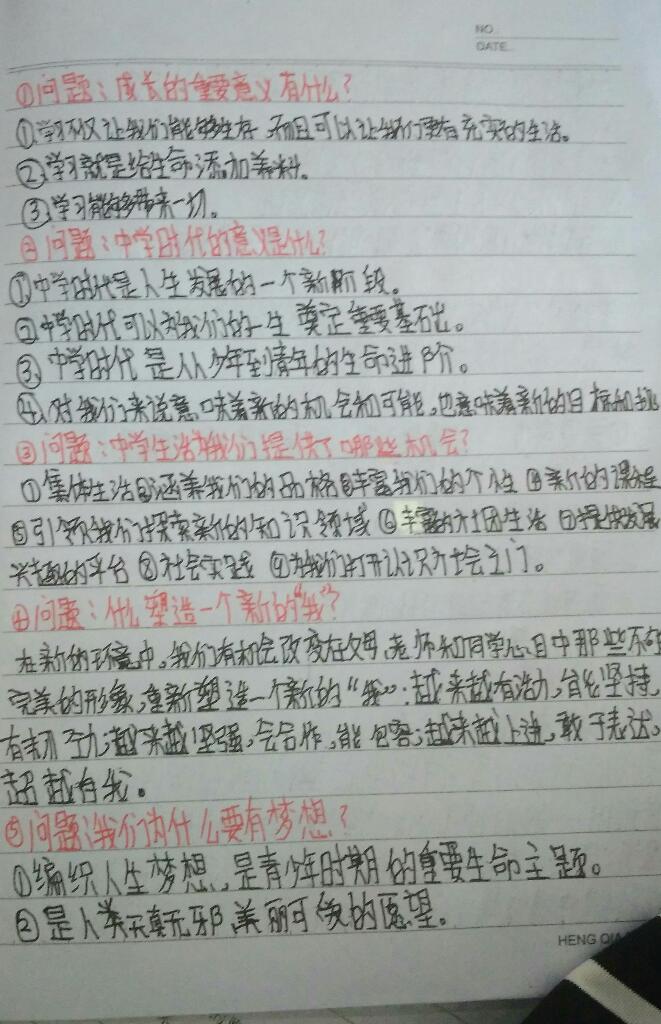 NO.
DATE.
①问题：成长的重要意义有什么？
①学习不仅让我们能够生存，而且可以让我们更有充实的生活。
②学习就是给生命添加养料。
③学习能够带来一切。
②问题：中学时代的意义是什么？
①中学时代是人生发展的一个新阶段。
②中学时代可以为我们的一生奠定重要基础。
③中学时代是从少年到青年的生命进阶。
④对我们来说意味着新的机会和可能，也意味着新的目标和挑
③问题：中学生活为我们提供了哪些机会？
①集体生活②涵养我们的品格③丰富我们的个性④新的课程
⑤引领我们探索新的知识领域⑥丰富的社团生活⑦提供发展
兴趣的平台⑧社会实践⑨为我们打开认识社会之门。
④问题：什么塑造一个新的“我”？
在新的环境中，我们有机会改变在父母，老师和同学心目中那些不够
完美的形象，重新塑造一个新的“我”：越来越有活力，能坚持，
有韧力；越来越坚强，会合作，能包容；越来越上进，敢于表达，
超越自我。
⑤问题：我们为什么要有梦想？
①编织人生梦想，是青少年时期的重要生命主题。
②是人类天真无邪，美丽可爱的愿望。
HENG